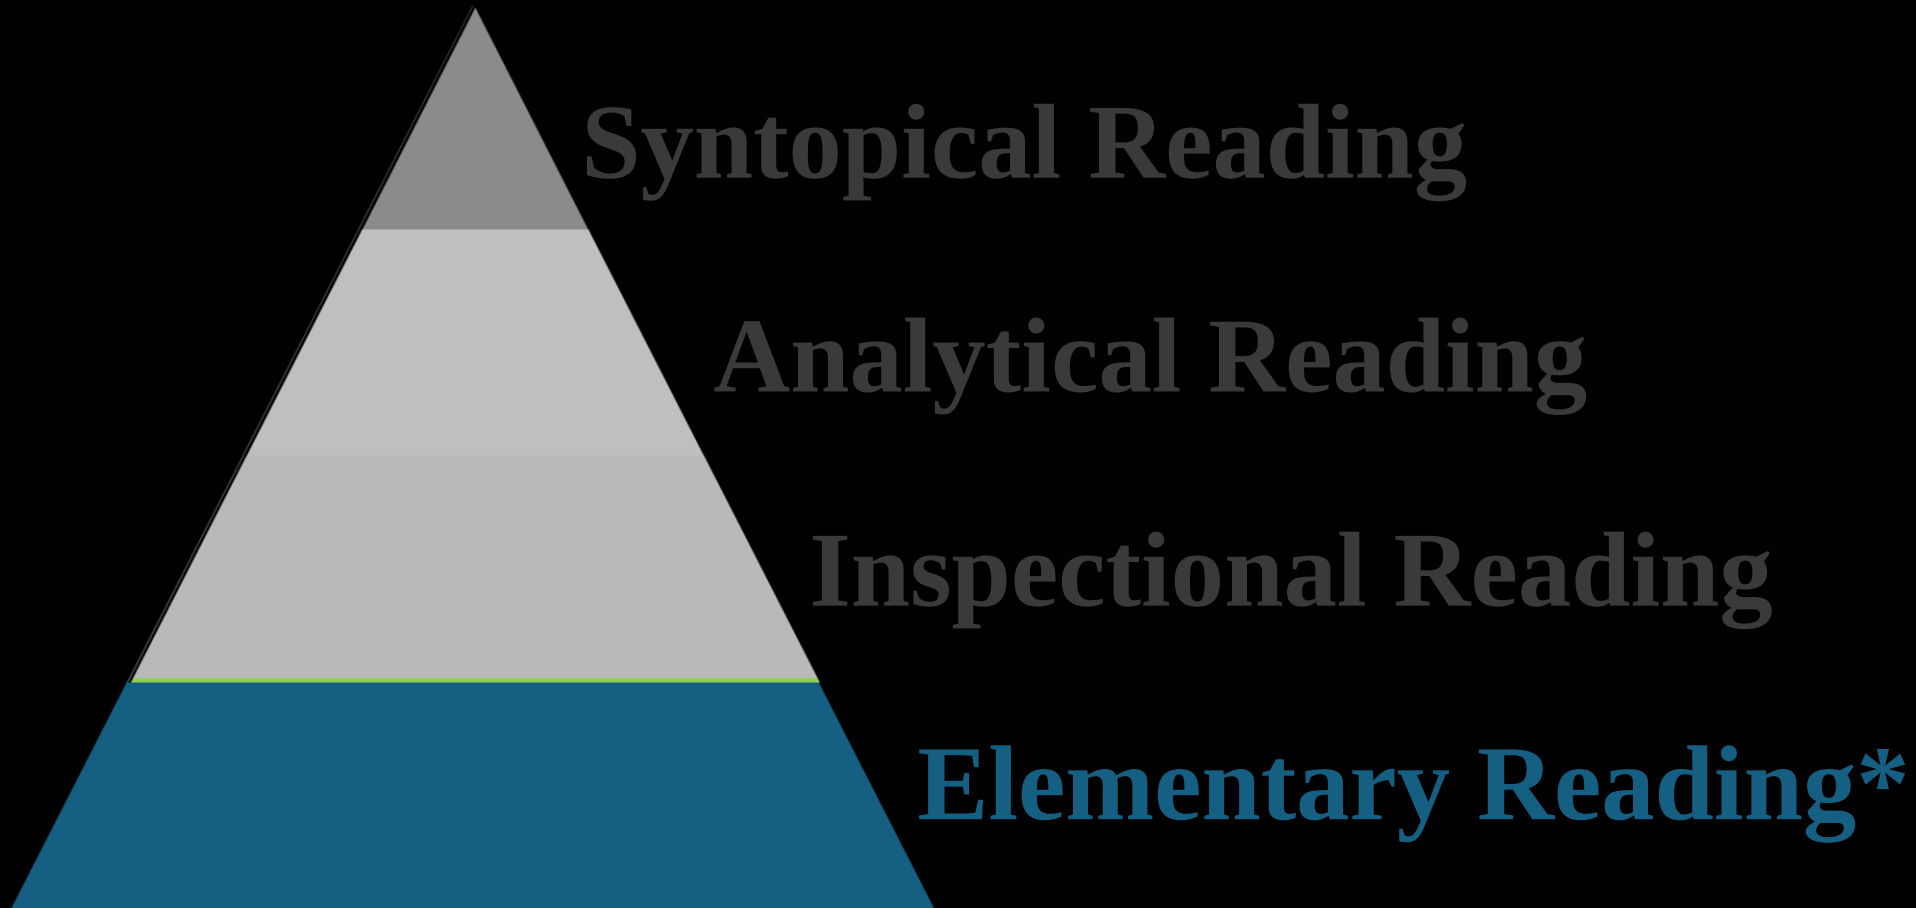 Syntopical Reading
Analytical Reading
Inspectional Reading
Elementary Reading*